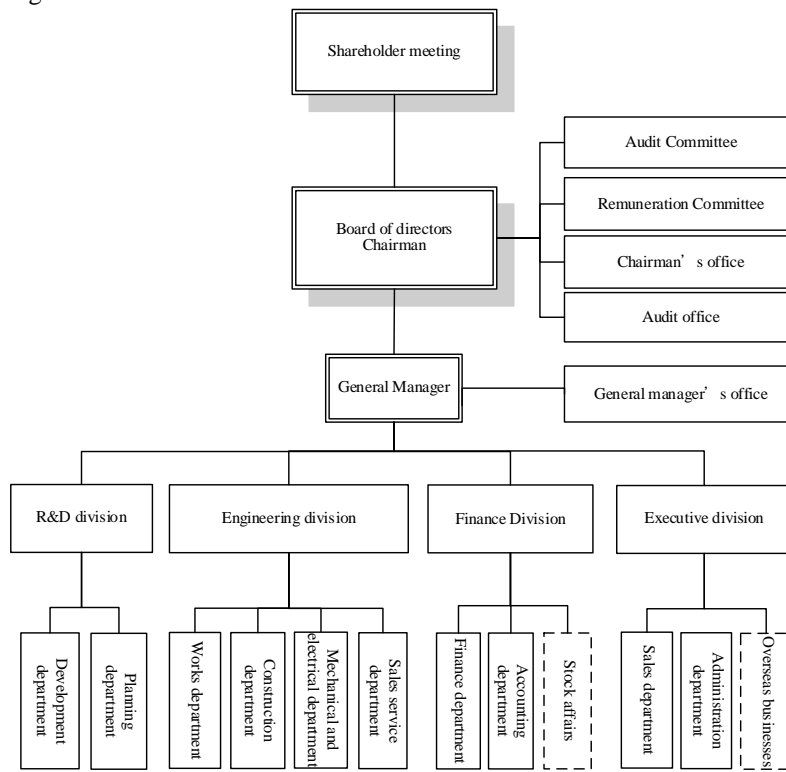 Shareholder meeting
Audit Committee
Remuneration Committee
Board of directors
Chairman
Chairman’s office
Audit office
General Manager
General manager’s office
R&D division
Engineering division
Finance Division
Executive division
Development
department
Planning
department
Works department
Construction
department
Mechanical and
electrical department
Sales service
department
Finance department
Accounting
department
Stock affairs
Sales department
Administration
department
Overseas businesses